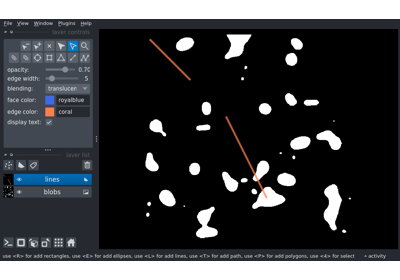 File View Window Plugins Help
layer controls
opacity: 0.70
edge width: 5
blending: translucen
face color: royalblue
edge color: coral
display text:
layer list
lines
blobs
use <R> for add rectangles, use <E> for add ellipses, use <L> for add lines, use <T> for add path, use <P> for add polygons, use <4> for select
activity